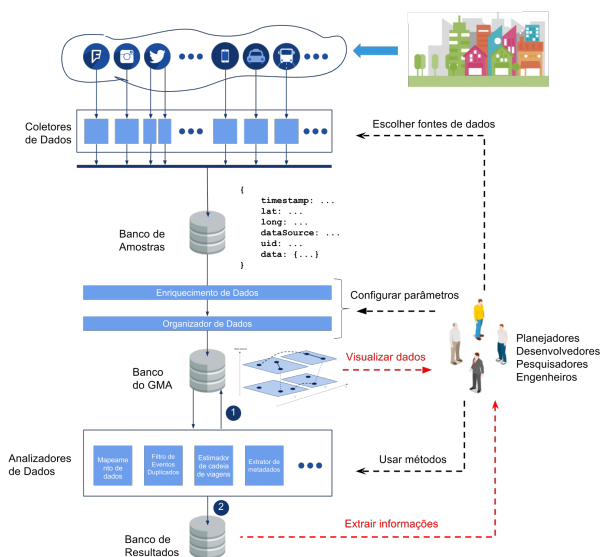 Coletores
de Dados
Escolher fontes de dados
{
timestamp: ...
lat: ...
long: ...
dataSource: ...
uid: ...
data: {...}
}
Banco de
Amostras
Enriquecimento de Dados
Configurar parâmetros
Organizador de Dados
Banco
do GMA
Visualizar dados
Planejadores
Desenvolvedores
Pesquisadores
Engenheiros
1
Analizadores
de Dados
Mapeame
nto de
dados
Filtro de
Eventos
Duplicados
Estimador
de cadeia
de viagens
Extrator de
metadados
Usar métodos
2
Banco de
Resultados
Extrair informações